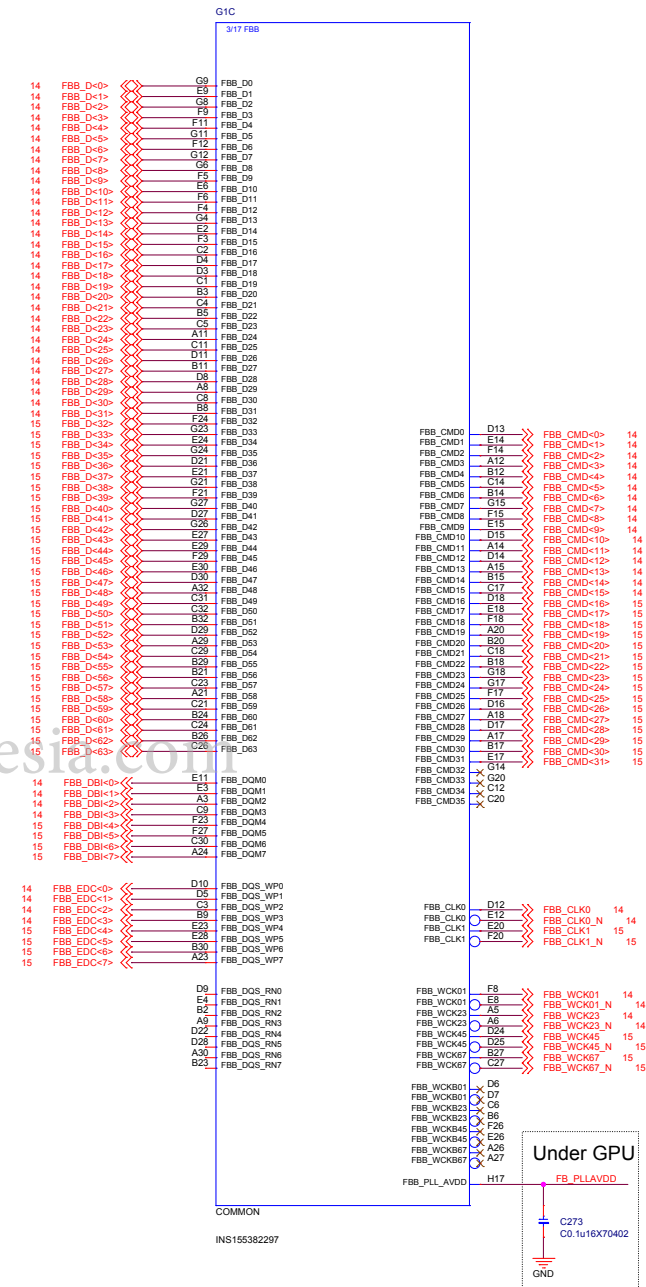 G1C
3/17 FBB
14 FBB_D<0> G9 FBB_D0
14 FBB_D<1> E9 FBB_D1
14 FBB_D<2> G8 FBB_D2
14 FBB_D<3> F9 FBB_D3
14 FBB_D<4> F11 FBB_D4
14 FBB_D<5> G11 FBB_D5
14 FBB_D<6> F12 FBB_D6
14 FBB_D<7> G12 FBB_D7
14 FBB_D<8> G6 FBB_D8
14 FBB_D<9> F5 FBB_D9
14 FBB_D<10> E6 FBB_D10
14 FBB_D<11> F6 FBB_D11
14 FBB_D<12> F4 FBB_D12
14 FBB_D<13> G4 FBB_D13
14 FBB_D<14> E2 FBB_D14
14 FBB_D<15> F3 FBB_D15
14 FBB_D<16> C2 FBB_D16
14 FBB_D<17> D4 FBB_D17
14 FBB_D<18> D3 FBB_D18
14 FBB_D<19> C1 FBB_D19
14 FBB_D<20> B3 FBB_D20
14 FBB_D<21> C4 FBB_D21
14 FBB_D<22> B5 FBB_D22
14 FBB_D<23> C5 FBB_D23
14 FBB_D<24> A11 FBB_D24
14 FBB_D<25> C11 FBB_D25
14 FBB_D<26> D11 FBB_D26
14 FBB_D<27> B11 FBB_D27
14 FBB_D<28> D8 FBB_D28
14 FBB_D<29> A8 FBB_D29
14 FBB_D<30> C8 FBB_D30
14 FBB_D<31> B8 FBB_D31
15 FBB_D<32> F24 FBB_D32
15 FBB_D<33> G23 FBB_D33
15 FBB_D<34> E24 FBB_D34
15 FBB_D<35> G24 FBB_D35
15 FBB_D<36> D21 FBB_D36
15 FBB_D<37> E21 FBB_D37
15 FBB_D<38> G21 FBB_D38
15 FBB_D<39> F21 FBB_D39
15 FBB_D<40> G27 FBB_D40
15 FBB_D<41> D27 FBB_D41
15 FBB_D<42> G26 FBB_D42
15 FBB_D<43> E27 FBB_D43
15 FBB_D<44> E29 FBB_D44
15 FBB_D<45> F29 FBB_D45
15 FBB_D<46> E30 FBB_D46
15 FBB_D<47> D30 FBB_D47
15 FBB_D<48> A32 FBB_D48
15 FBB_D<49> C31 FBB_D49
15 FBB_D<50> C32 FBB_D50
15 FBB_D<51> B32 FBB_D51
15 FBB_D<52> D29 FBB_D52
15 FBB_D<53> A29 FBB_D53
15 FBB_D<54> C29 FBB_D54
15 FBB_D<55> B29 FBB_D55
15 FBB_D<56> B21 FBB_D56
15 FBB_D<57> C23 FBB_D57
15 FBB_D<58> A21 FBB_D58
15 FBB_D<59> C21 FBB_D59
15 FBB_D<60> B24 FBB_D60
15 FBB_D<61> C24 FBB_D61
15 FBB_D<62> B26 FBB_D62
15 FBB_D<63> C26 FBB_D63
esia.com
14 FBB_DBI<0> E11 FBB_DQM0
14 FBB_DBI<1> E3 FBB_DQM1
14 FBB_DBI<2> A3 FBB_DQM2
14 FBB_DBI<3> C9 FBB_DQM3
15 FBB_DBI<4> F23 FBB_DQM4
15 FBB_DBI<5> F27 FBB_DQM5
15 FBB_DBI<6> C30 FBB_DQM6
15 FBB_DBI<7> A24 FBB_DQM7
14 FBB_EDC<0> D10 FBB_DQS_WP0
14 FBB_EDC<1> D5 FBB_DQS_WP1
14 FBB_EDC<2> C3 FBB_DQS_WP2
14 FBB_EDC<3> B9 FBB_DQS_WP3
15 FBB_EDC<4> E23 FBB_DQS_WP4
15 FBB_EDC<5> E28 FBB_DQS_WP5
15 FBB_EDC<6> B30 FBB_DQS_WP6
15 FBB_EDC<7> A23 FBB_DQS_WP7
D9 FBB_DQS_RN0
E4 FBB_DQS_RN1
B2 FBB_DQS_RN2
A9 FBB_DQS_RN3
D22 FBB_DQS_RN4
D28 FBB_DQS_RN5
A30 FBB_DQS_RN6
B23 FBB_DQS_RN7
FBB_CMD0 D13 FBB_CMD<0> 14
FBB_CMD1 E14 FBB_CMD<1> 14
FBB_CMD2 F14 FBB_CMD<2> 14
FBB_CMD3 A12 FBB_CMD<3> 14
FBB_CMD4 B12 FBB_CMD<4> 14
FBB_CMD5 C14 FBB_CMD<5> 14
FBB_CMD6 B14 FBB_CMD<6> 14
FBB_CMD7 G15 FBB_CMD<7> 14
FBB_CMD8 F15 FBB_CMD<8> 14
FBB_CMD9 E15 FBB_CMD<9> 14
FBB_CMD10 D15 FBB_CMD<10> 14
FBB_CMD11 A14 FBB_CMD<11> 14
FBB_CMD12 D14 FBB_CMD<12> 14
FBB_CMD13 A15 FBB_CMD<13> 14
FBB_CMD14 B15 FBB_CMD<14> 14
FBB_CMD15 C17 FBB_CMD<15> 14
FBB_CMD16 D18 FBB_CMD<16> 15
FBB_CMD17 E18 FBB_CMD<17> 15
FBB_CMD18 F18 FBB_CMD<18> 15
FBB_CMD19 A20 FBB_CMD<19> 15
FBB_CMD20 B20 FBB_CMD<20> 15
FBB_CMD21 C18 FBB_CMD<21> 15
FBB_CMD22 B18 FBB_CMD<22> 15
FBB_CMD23 G18 FBB_CMD<23> 15
FBB_CMD24 G17 FBB_CMD<24> 15
FBB_CMD25 F17 FBB_CMD<25> 15
FBB_CMD26 D16 FBB_CMD<26> 15
FBB_CMD27 A18 FBB_CMD<27> 15
FBB_CMD28 D17 FBB_CMD<28> 15
FBB_CMD29 A17 FBB_CMD<29> 15
FBB_CMD30 B17 FBB_CMD<30> 15
FBB_CMD31 E17 FBB_CMD<31> 15
FBB_CMD32 G14
FBB_CMD33 G20
FBB_CMD34 C12
FBB_CMD35 C20
FBB_CLK0 D12 FBB_CLK0 14
FBB_CLK0 E12 FBB_CLK0_N 14
FBB_CLK1 E20 FBB_CLK1 15
FBB_CLK1 F20 FBB_CLK1_N 15
FBB_WCK01 F8 FBB_WCK01 14
FBB_WCK01 E8 FBB_WCK01_N 14
FBB_WCK23 A5 FBB_WCK23 14
FBB_WCK23 A6 FBB_WCK23_N 14
FBB_WCK45 D24 FBB_WCK45 15
FBB_WCK45 D25 FBB_WCK45_N 15
FBB_WCK67 B27 FBB_WCK67 15
FBB_WCK67 C27 FBB_WCK67_N 15
FBB_WCKB01 D6
FBB_WCKB01 D7
FBB_WCKB23 C6
FBB_WCKB23 B6
FBB_WCKB45 F26
FBB_WCKB45 E26
FBB_WCKB67 A26
FBB_WCKB67 A27
Under GPU
FBB_PLL_AVDD H17 FB_PLLAVDD
C273
C0.1u16X70402
GND
COMMON
INS155382297